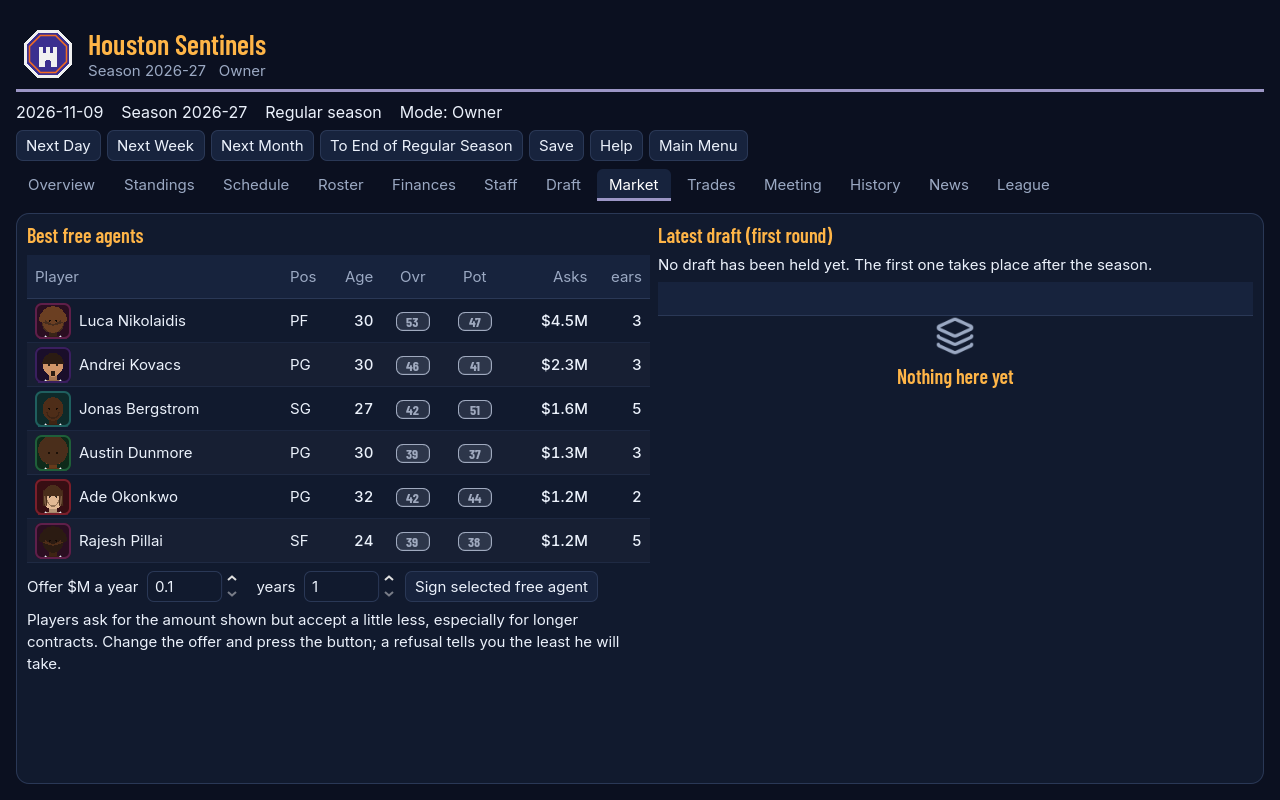 Houston Sentinels
Season 2026-27 Owner
2026-11-09 Season 2026-27 Regular season Mode: Owner
Next Day Next Week Next Month To End of Regular Season Save Help Main Menu
Overview Standings Schedule Roster Finances Staff Draft Market Trades Meeting History News League
Best free agents
Player Pos Age Ovr Pot Asks ears
Luca Nikolaidis PF 30 53 47 $4.5M 3
Andrei Kovacs PG 30 46 41 $2.3M 3
Jonas Bergstrom SG 27 42 51 $1.6M 5
Austin Dunmore PG 30 39 37 $1.3M 3
Ade Okonkwo PG 32 42 44 $1.2M 2
Rajesh Pillai SF 24 39 38 $1.2M 5
Offer $M a year 0.1 years 1 Sign selected free agent
Players ask for the amount shown but accept a little less, especially for longer
contracts. Change the offer and press the button; a refusal tells you the least he will
take.
Latest draft (first round)
No draft has been held yet. The first one takes place after the season.
Nothing here yet